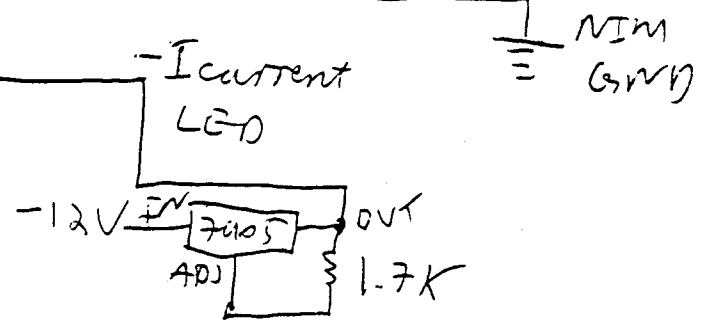 NIM
GND
-Icurrent
LED
-12V IN 7905 OUT
ADJ 1.7K